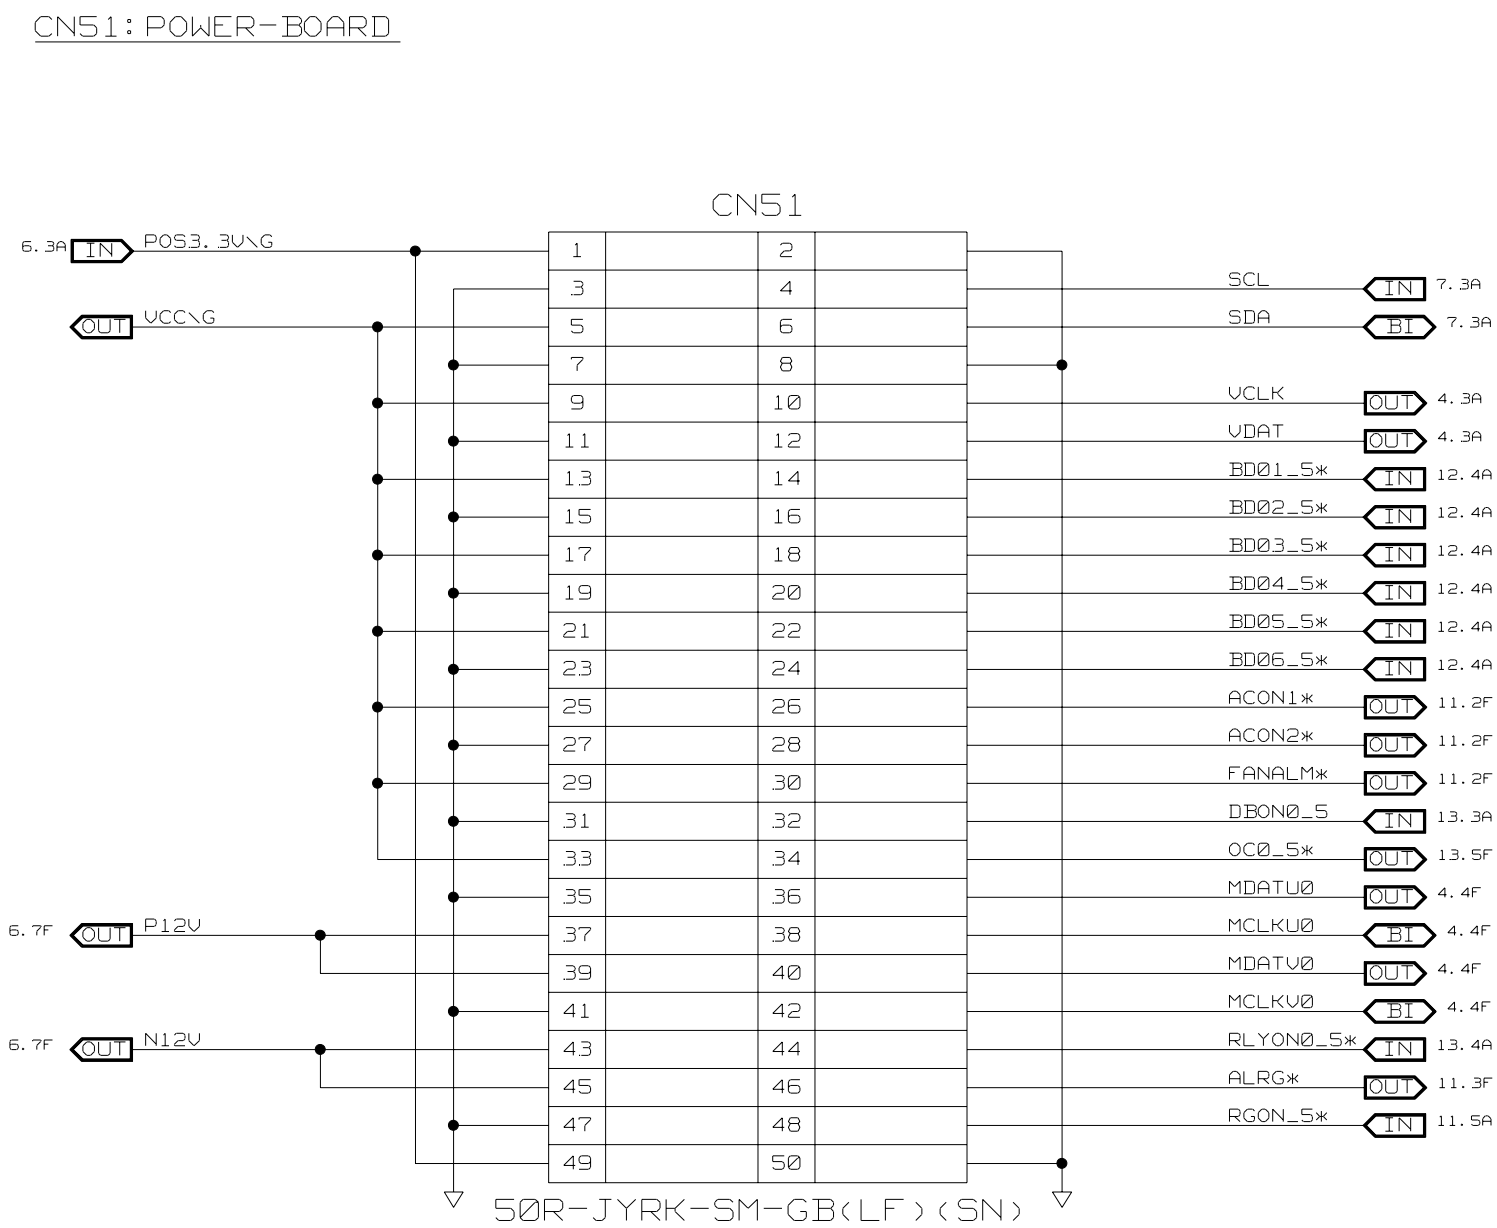 CN51:POWER-BOARD
CN51
6.3A IN POS3.3V\G 1 2
3 4 SCL IN 7.3A
OUT VCC\G 5 6 SDA BI 7.3A
7 8
9 10 VCLK OUT 4.3A
11 12 VDAT OUT 4.3A
13 14 BD01_5* IN 12.4A
15 16 BD02_5* IN 12.4A
17 18 BD03_5* IN 12.4A
19 20 BD04_5* IN 12.4A
21 22 BD05_5* IN 12.4A
23 24 BD06_5* IN 12.4A
25 26 ACON1* OUT 11.2F
27 28 ACON2* OUT 11.2F
29 30 FANALM* OUT 11.2F
31 32 DBON0_5 IN 13.3A
33 34 OC0_5* OUT 13.5F
35 36 MDATU0 OUT 4.4F
6.7F OUT P12V 37 38 MCLKU0 BI 4.4F
39 40 MDATV0 OUT 4.4F
41 42 MCLKV0 BI 4.4F
6.7F OUT N12V 43 44 RLYON0_5* IN 13.4A
45 46 ALRG* OUT 11.3F
47 48 RGON_5* IN 11.5A
49 50
50R-JYRK-SM-GB(LF)(SN)